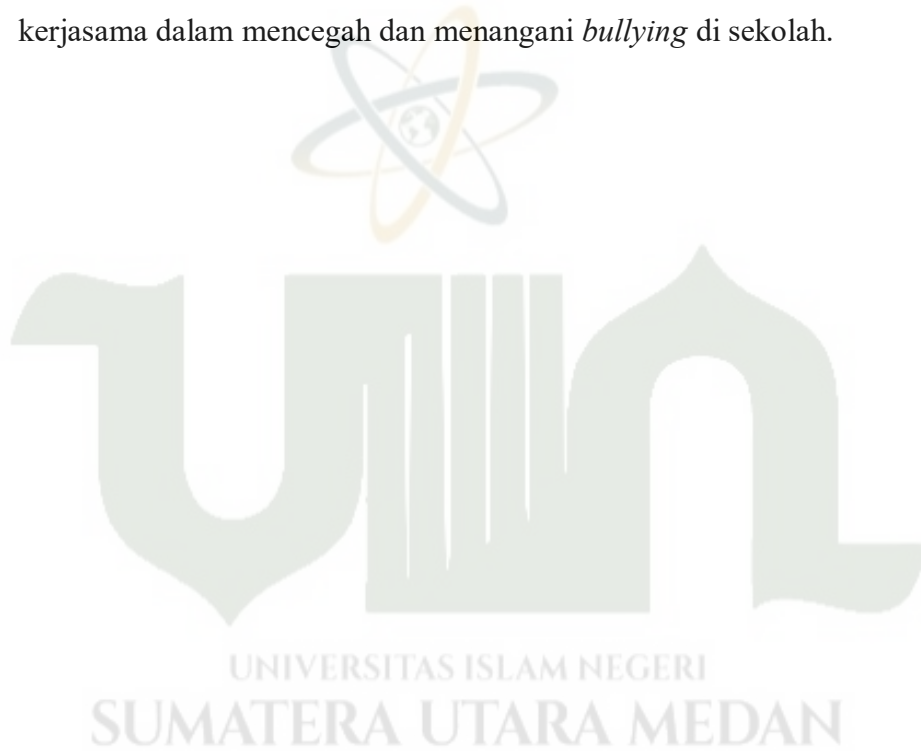 kerjasama dalam mencegah dan menangani bullying di sekolah.
UNIVERSITAS ISLAM NEGERI
SUMATERA UTARA MEDAN